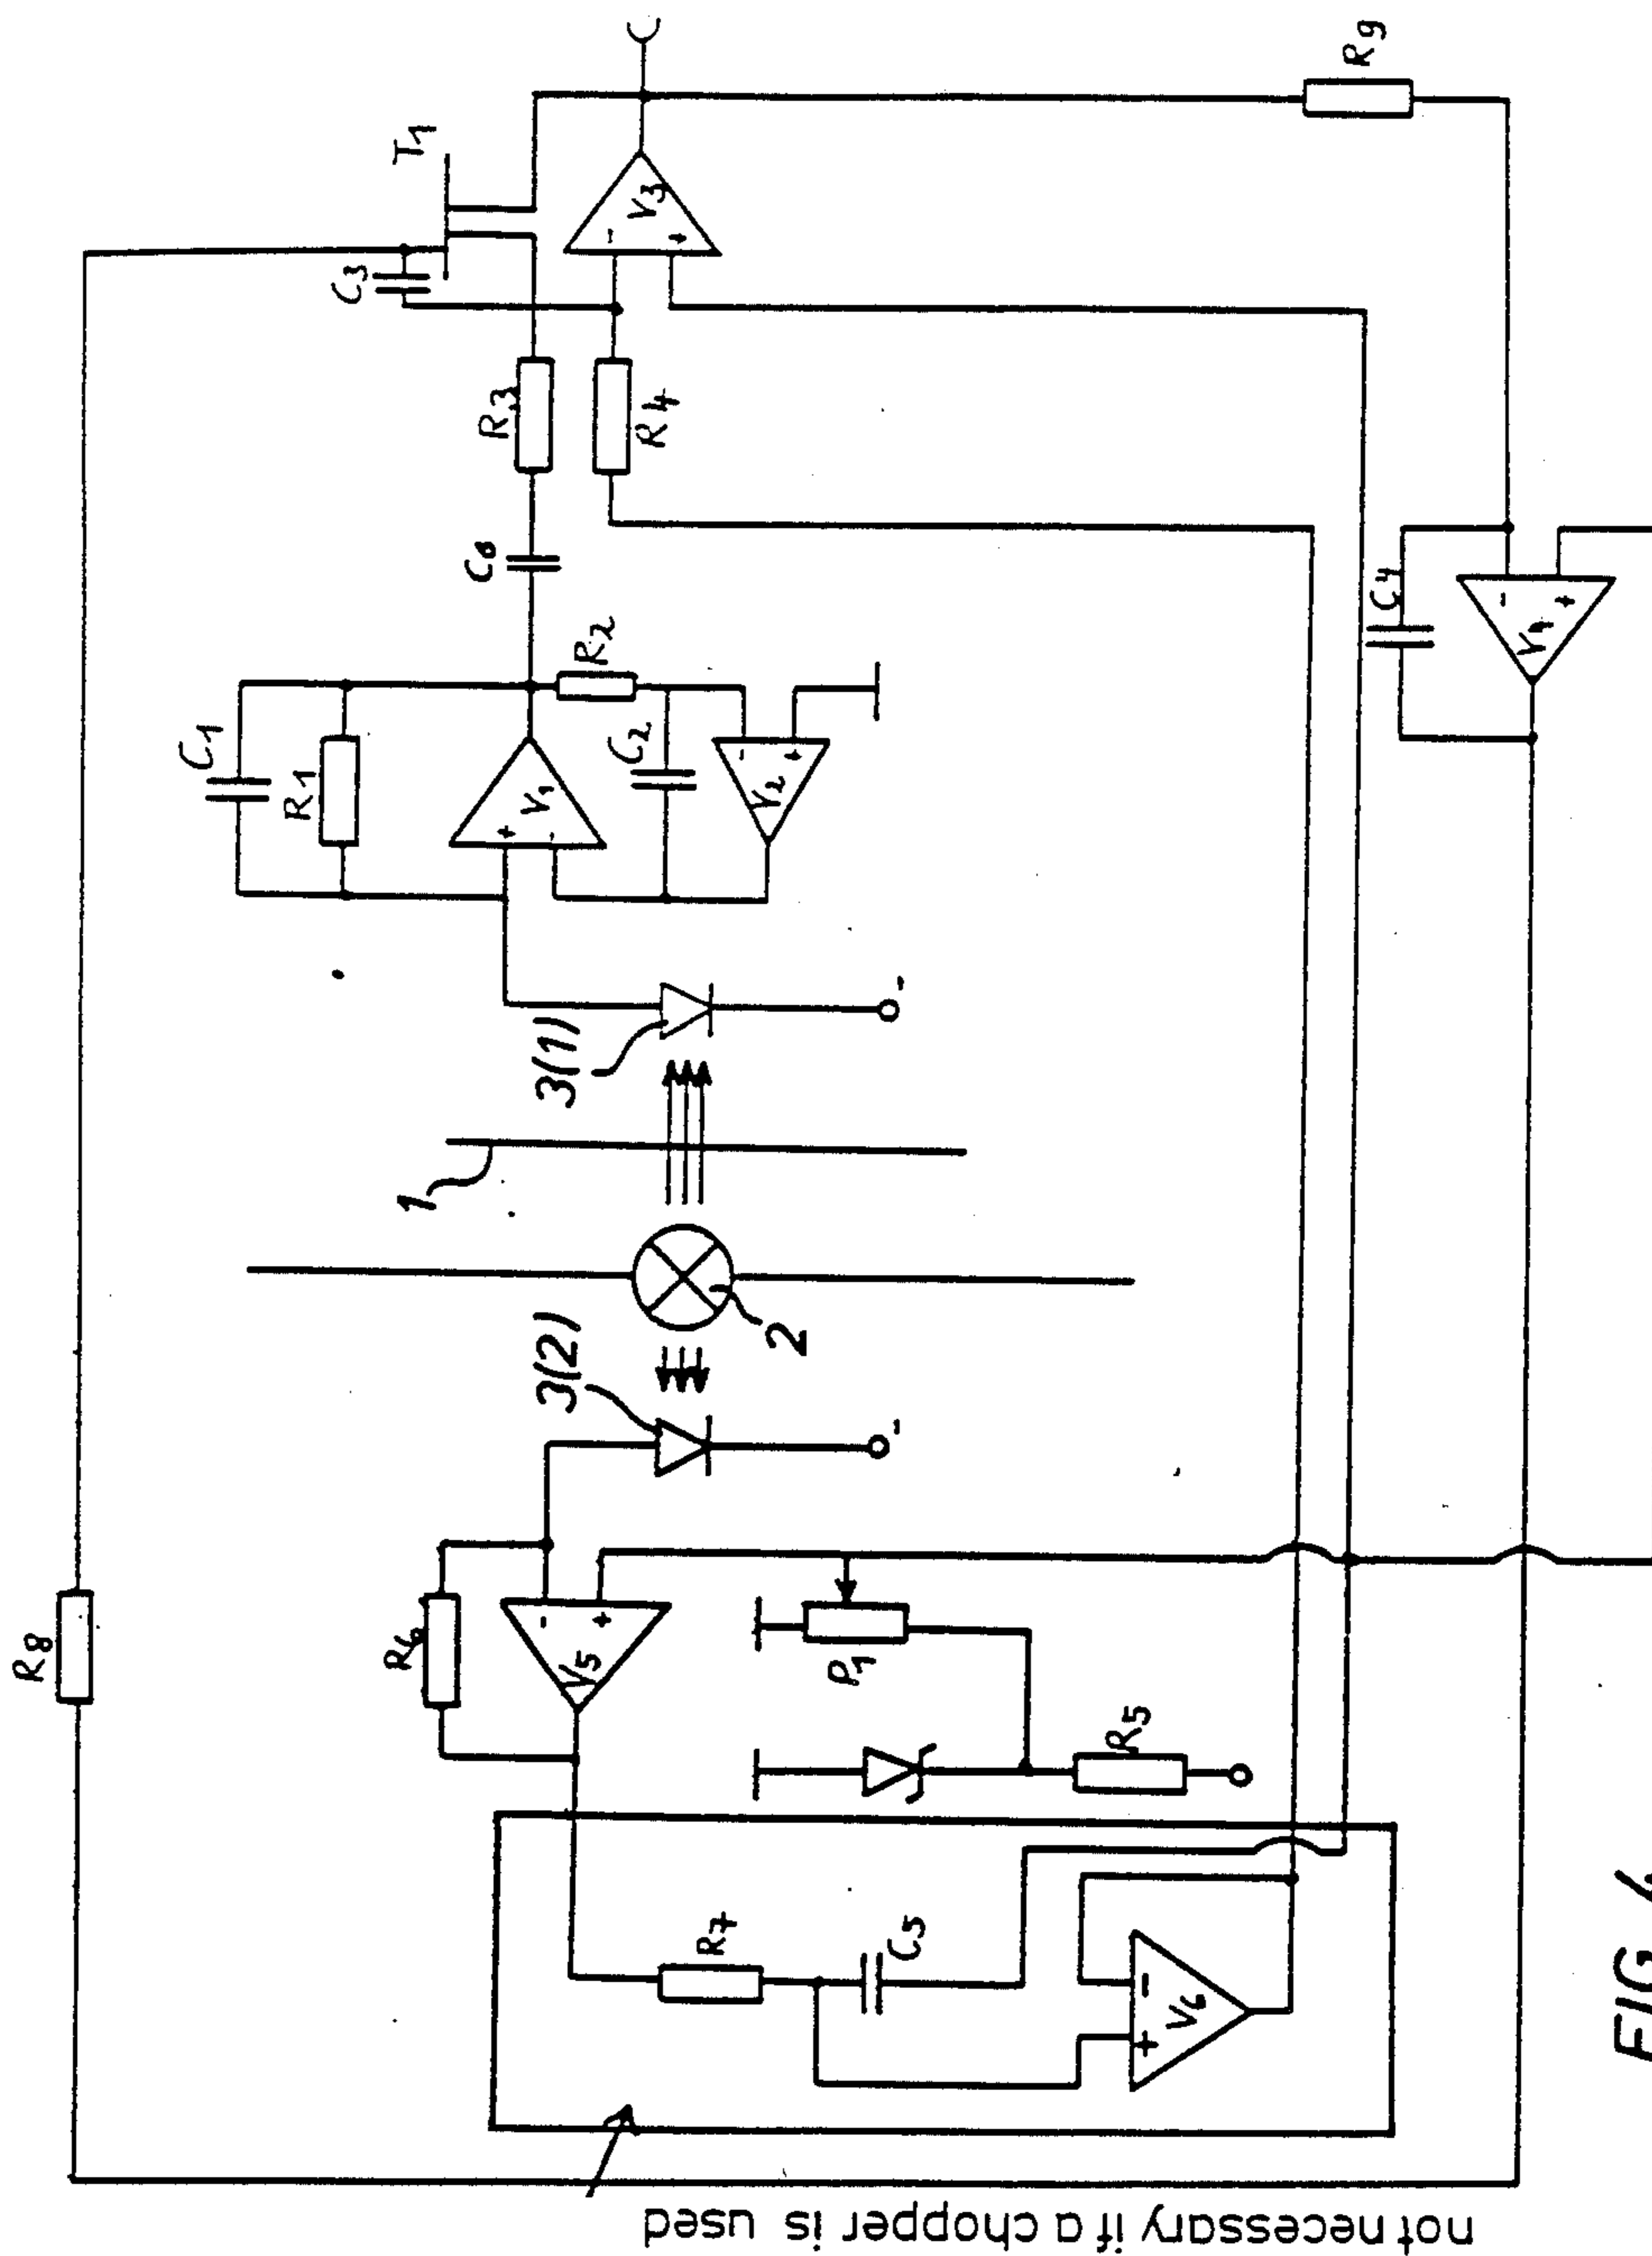 R8
C1
R1
R6
C3
T1
1
3(2)
3(1)
R3
C0
+
V1
-
-
+
V5
R2
C2
R4
-
V3
+
C
2
-
+
V2
P1
-
-
R7
C5
R5
+
-
V6
C4
R9
-
+
V4
FIG. 4
not necessary if a chopper is used